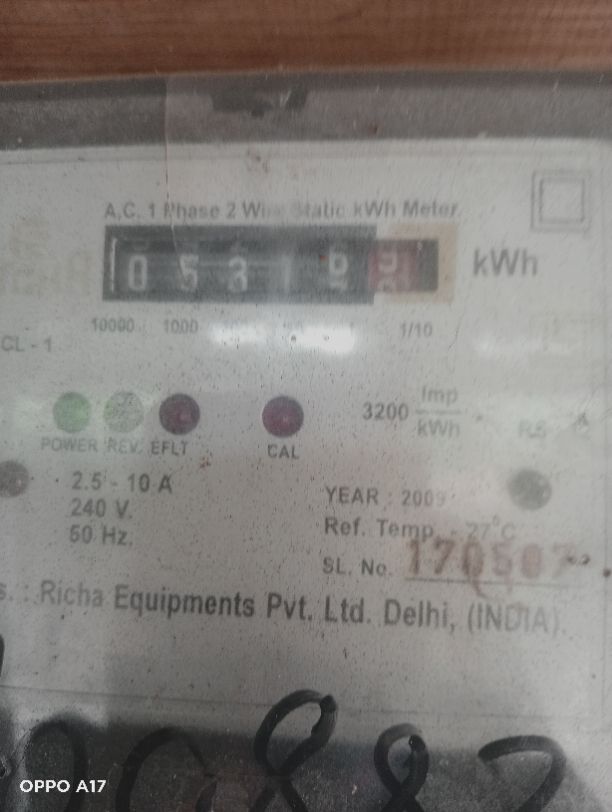 A.C. 1 Phase 2 Wire Static kWh Meter
0 5 3 1
kWh
10000 1000 1/10
CL - 1
3200 Imp
kWh
POWER REV. EFLT CAL
2.5 - 10 A
240 V.
50 Hz.
YEAR : 2009
Ref. Temp. - 27°C
SL. No. 170507
Richa Equipments Pvt. Ltd. Delhi, (INDIA)
OPPO A17